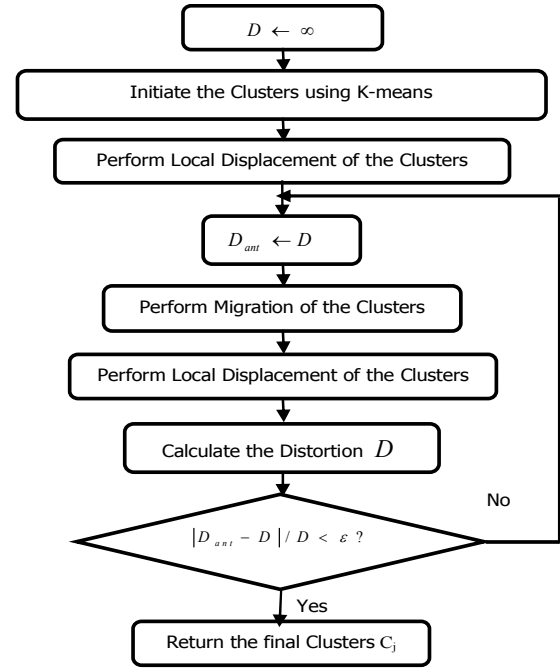 D ← ∞
Initiate the Clusters using K-means
Perform Local Displacement of the Clusters
D_ant ← D
Perform Migration of the Clusters
Perform Local Displacement of the Clusters
Calculate the Distortion D
No
|D_ant − D| / D < ε ?
Yes
Return the final Clusters C_j